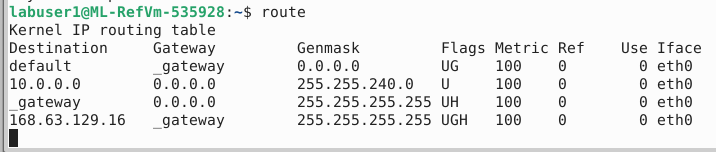 labuser1@ML-RefVm-535928:~$ route
Kernel IP routing table
Destination     Gateway         Genmask         Flags Metric Ref    Use Iface
default         _gateway        0.0.0.0         UG    100    0        0 eth0
10.0.0.0        0.0.0.0         255.255.240.0   U     100    0        0 eth0
_gateway        0.0.0.0         255.255.255.255 UH    100    0        0 eth0
168.63.129.16   _gateway        255.255.255.255 UGH   100    0        0 eth0